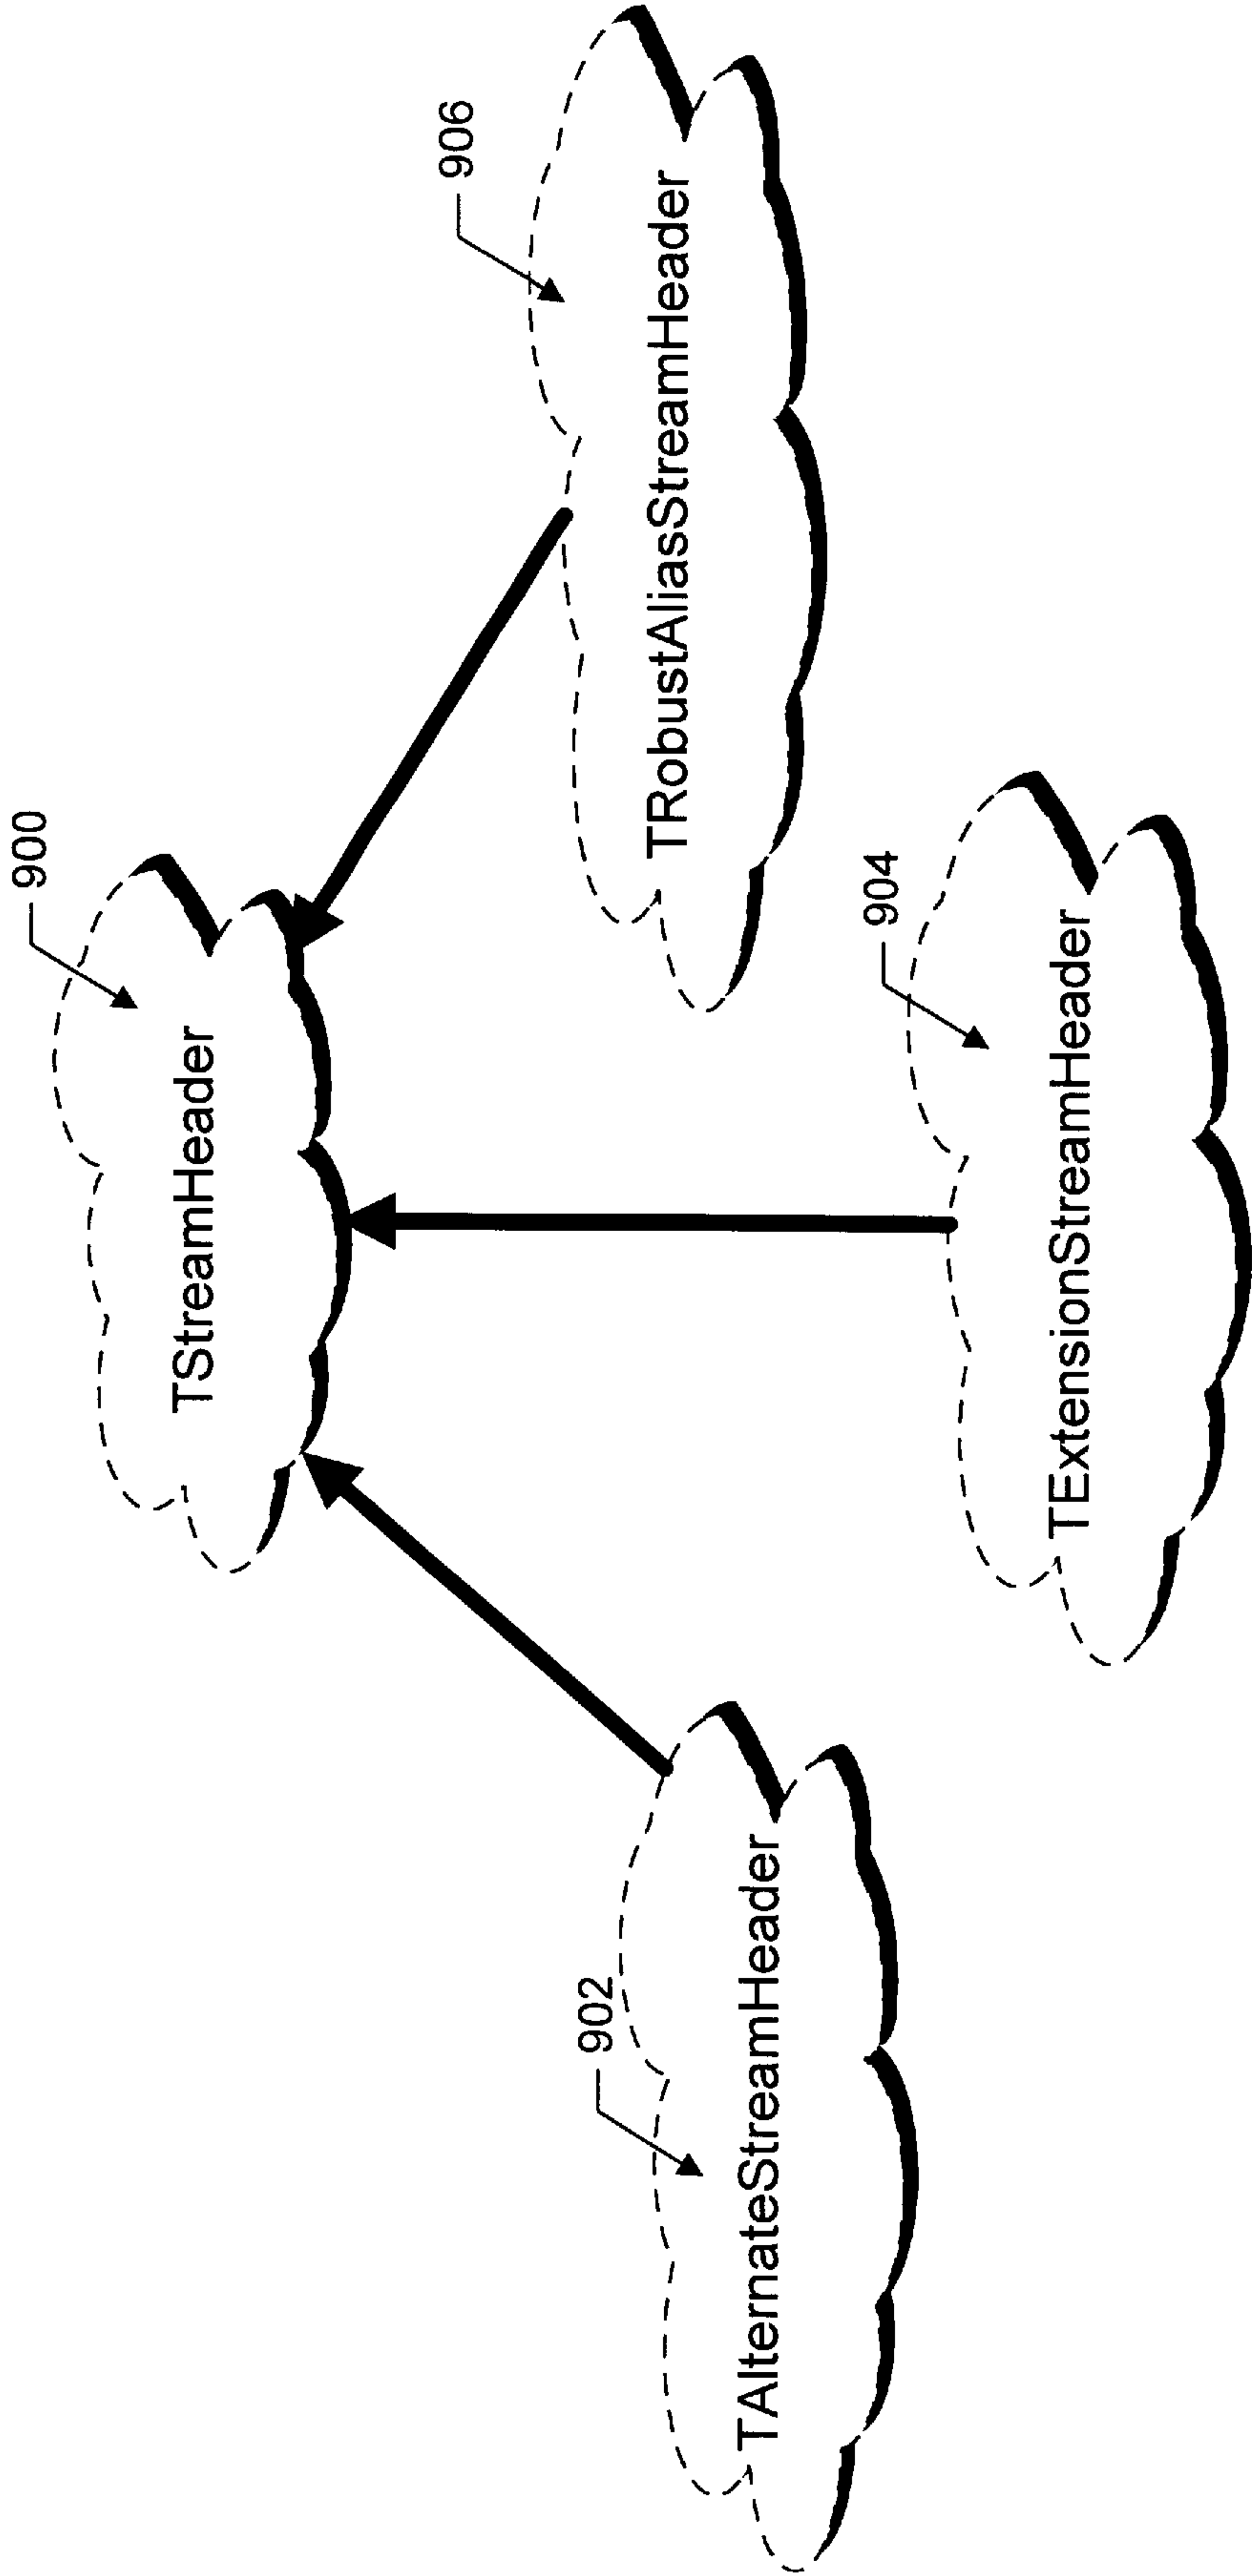 900
TStreamHeader
906
TRobustAliasStreamHeader
902
TAlternateStreamHeader
904
TExtensionStreamHeader